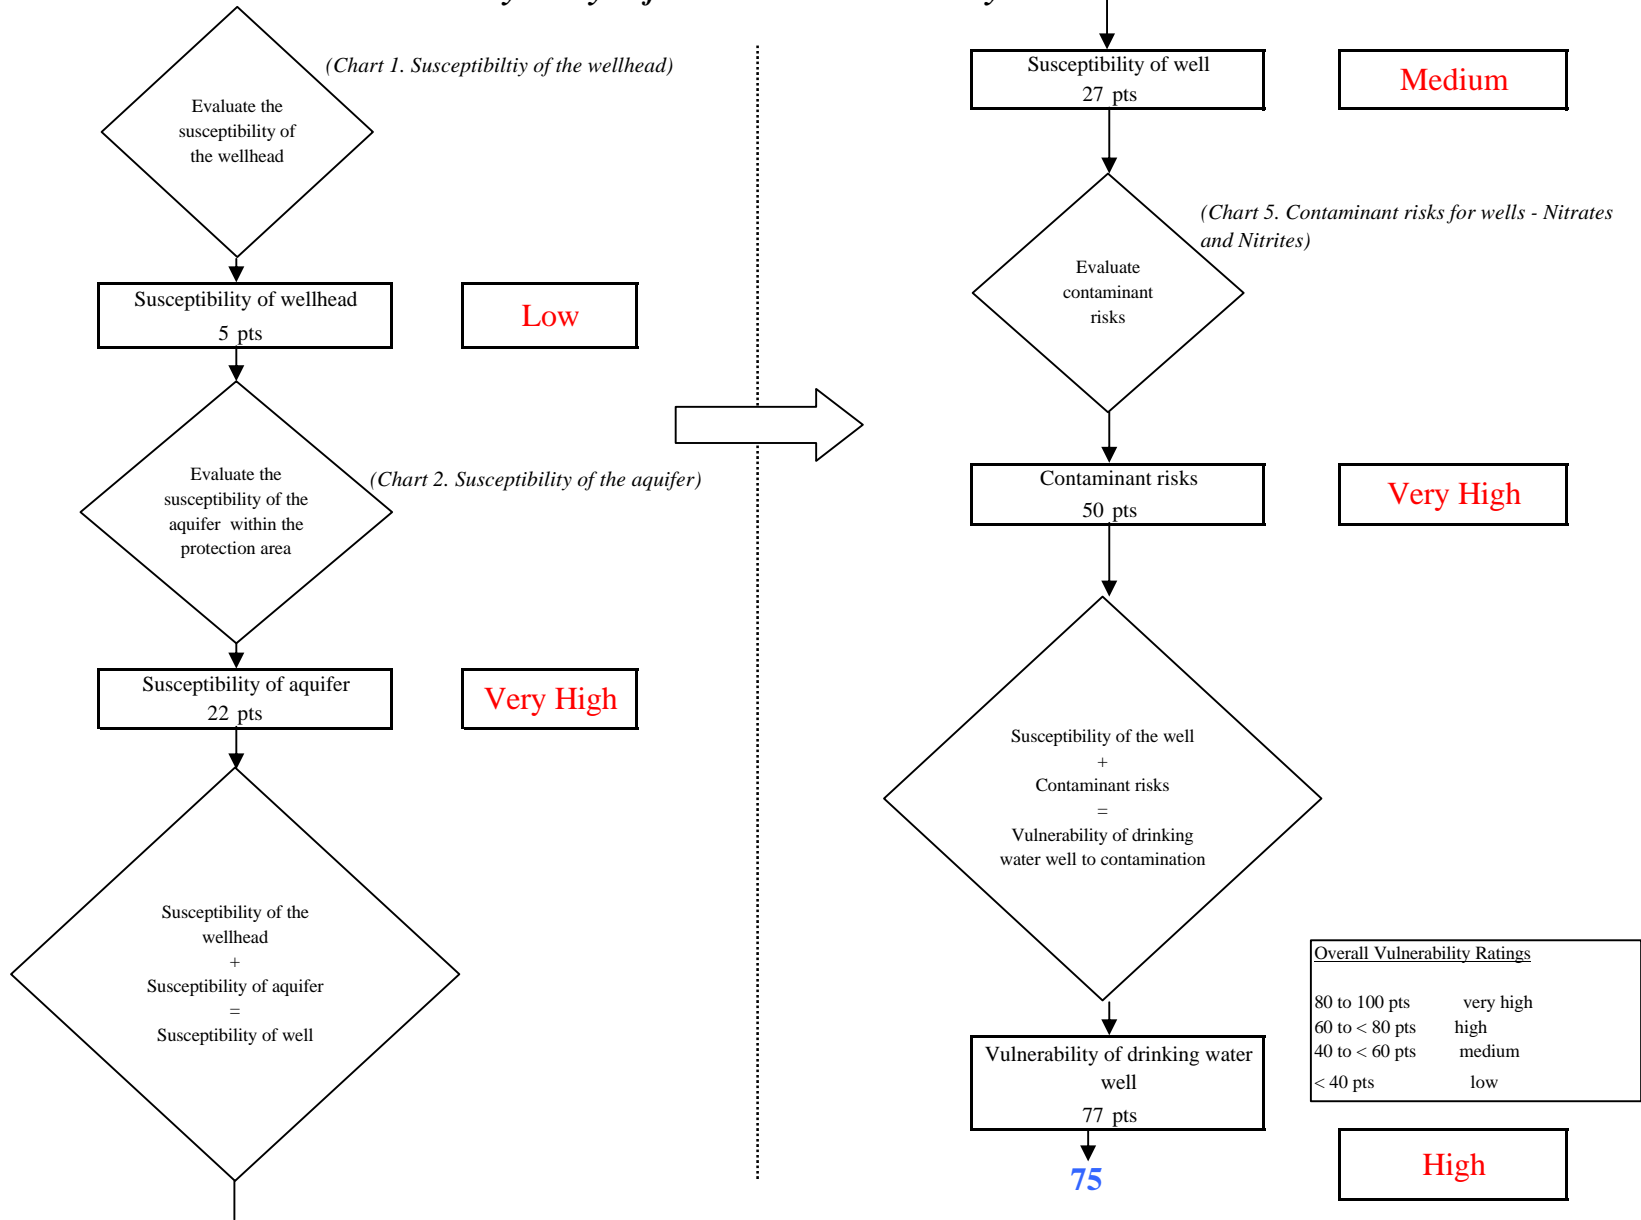 (Chart 1. Susceptibiltiy of the wellhead)
Evaluate the
susceptibility of
the wellhead
Susceptibility of wellhead
5 pts
Low
Evaluate the
susceptibility of the
aquifer within the
protection area
(Chart 2. Susceptibility of the aquifer)
Susceptibility of aquifer
22 pts
Very High
Susceptibility of the
wellhead
+
Susceptibility of aquifer
=
Susceptibility of well
Susceptibility of well
27 pts
Medium
(Chart 5. Contaminant risks for wells - Nitrates
and Nitrites)
Evaluate
contaminant
risks
Contaminant risks
50 pts
Very High
Susceptibility of the well
+
Contaminant risks
=
Vulnerability of drinking
water well to contamination
Overall Vulnerability Ratings
80 to 100 pts very high
60 to < 80 pts high
40 to < 60 pts medium
< 40 pts low
Vulnerability of drinking water
well
77 pts
75
High